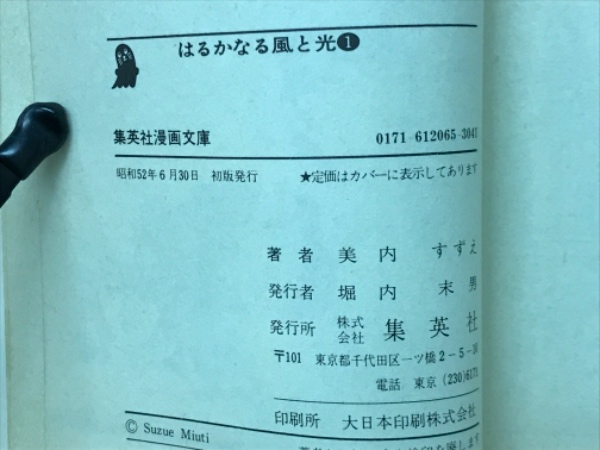 はるかなる風と光❶
集英社漫画文庫 0171-612065-3041
昭和52年6月30日 初版発行 ★定価はカバーに表示してあります
著者 美内すずえ
発行者 堀内末男
発行所 株式会社 集英社
〒101 東京都千代田区一ツ橋2-5-10
電話 東京(230)6171
印刷所 大日本印刷株式会社
© Suzue Miuti